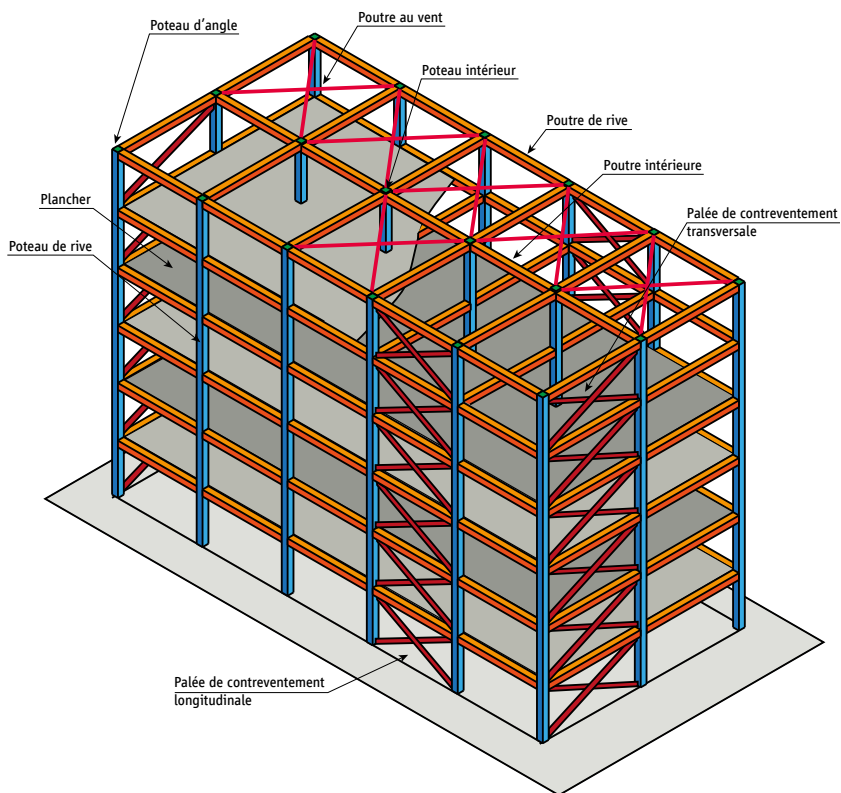 Poteau d'angle
Poutre au vent
Poteau intérieur
Poutre de rive
Poutre intérieure
Plancher
Palée de contreventement
transversale
Poteau de rive
Palée de contreventement
longitudinale